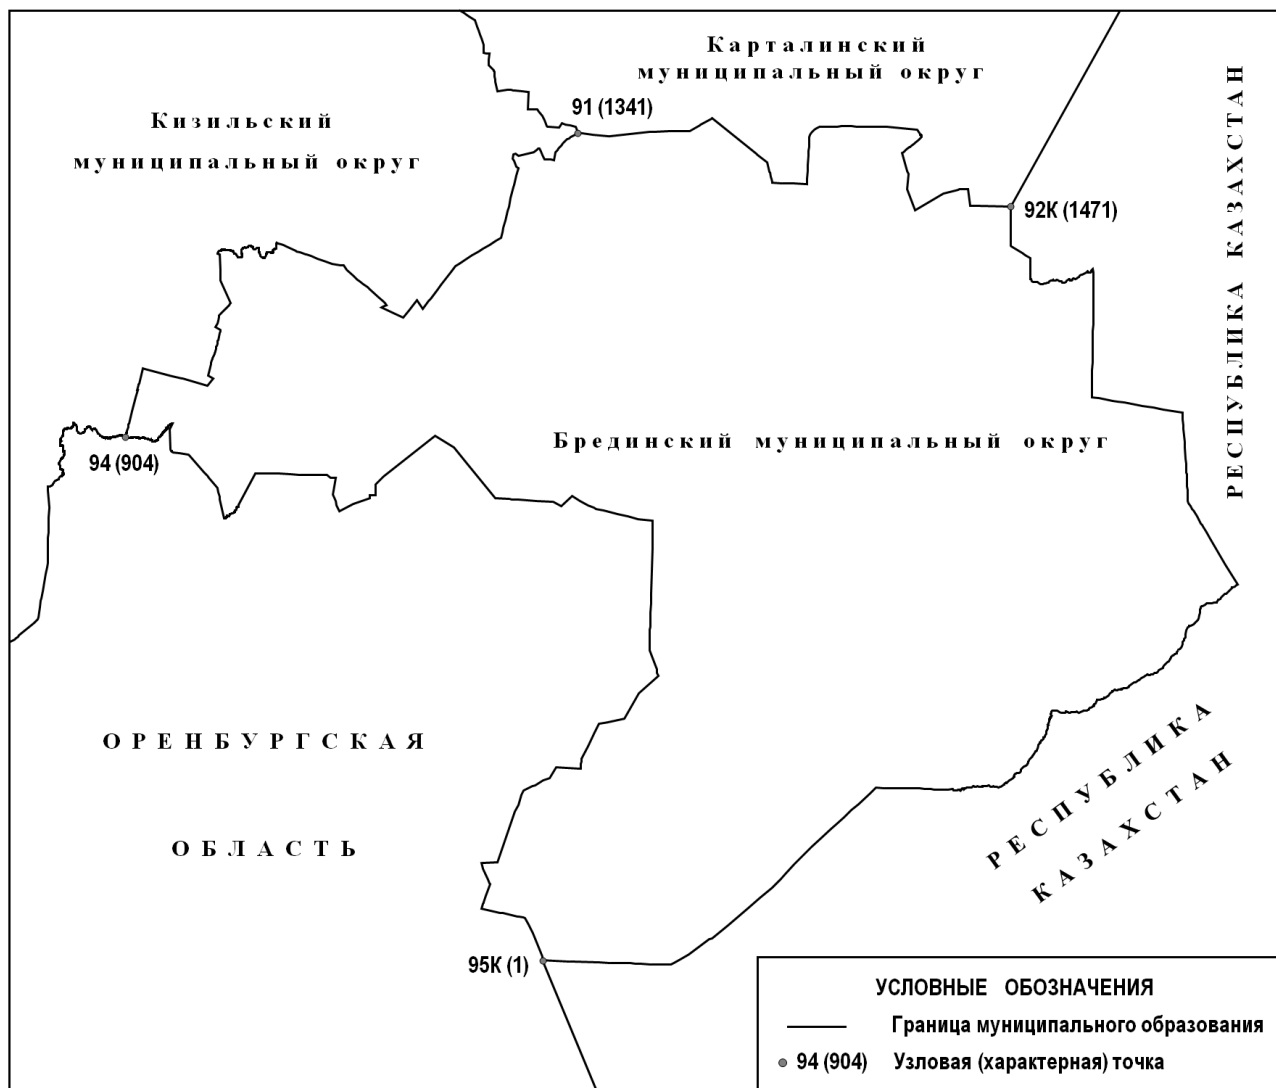 Карталинский
муниципальный округ
91 (1341)
Кизильский
муниципальный округ
92К (1471)
РЕСПУБЛИКА КАЗАХСТАН
Брединский муниципальный округ
94 (904)
ОРЕНБУРГСКАЯ
ОБЛАСТЬ
РЕСПУБЛИКА
КАЗАХСТАН
95К (1)
УСЛОВНЫЕ ОБОЗНАЧЕНИЯ
Граница муниципального образования
94 (904) Узловая (характерная) точка